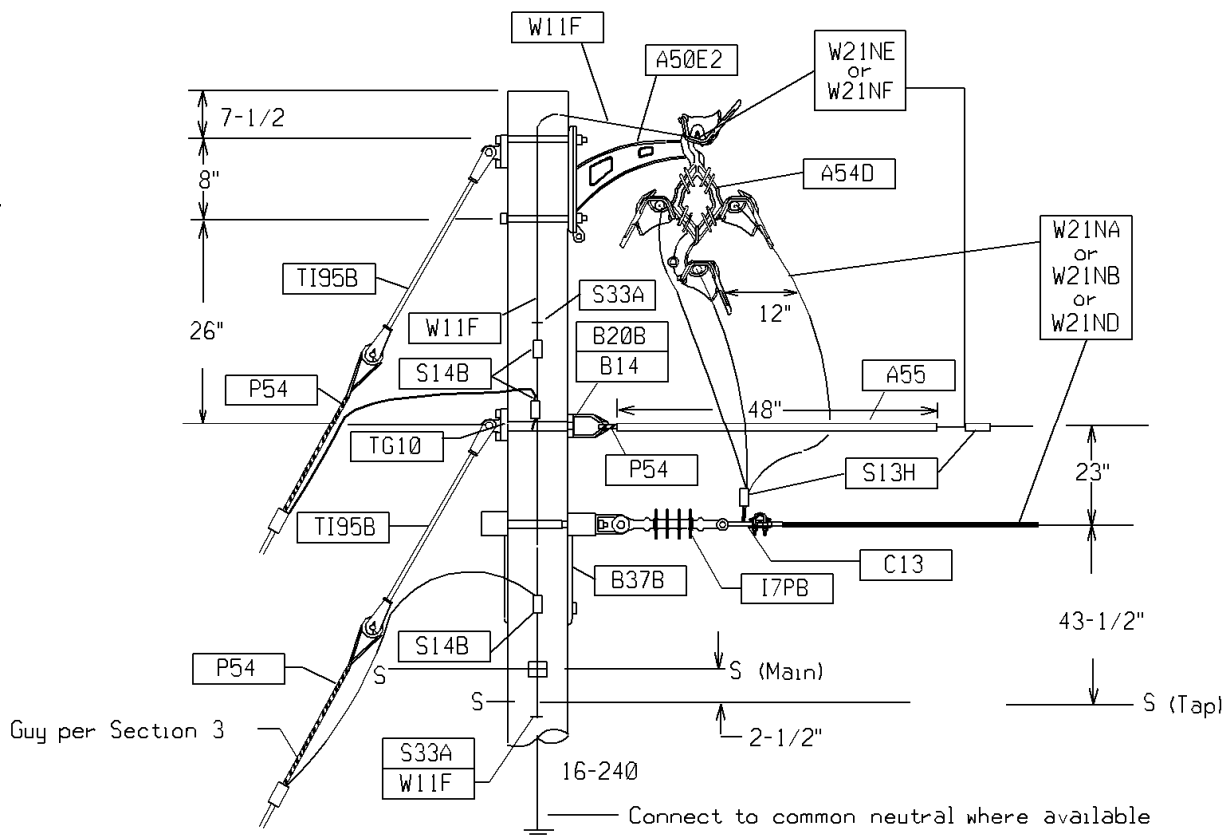 W11F
A50E2
W21NE
or
W21NF
7-1/2
8"
A54D
W21NA
or
W21NB
or
W21ND
TI95B
S33A
12"
26"
W11F
B20B
B14
S14B
A55
P54
48"
TG10
P54
S13H
23"
TI95B
C13
B37B
I7PB
43-1/2"
S14B
P54
S
S (Main)
S
S (Tap)
Guy per Section 3
2-1/2"
S33A
W11F
16-240
Connect to common neutral where available